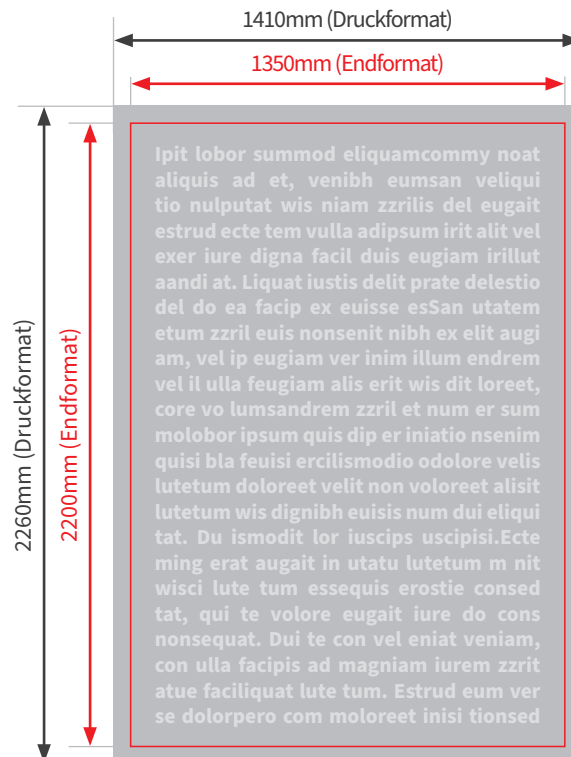 1410mm (Druckformat)
1350mm (Endformat)
2260mm (Druckformat)
2200mm (Endformat)
Ipit lobor summod eliquamcommy noat
aliquis ad et, venibh eumsan veliqui
tio nulputat wis niam zzrilis del eugait
estrud ecte tem vulla adipsum irit alit vel
exer iure digna facil duis eugiam irillut
aandi at. Liquat iustis delit prate delestio
del do ea facip ex euisse esSan utatem
etum zzril euis nonsenit nibh ex elit augi
am, vel ip eugiam ver inim illum endrem
vel il ulla feugiam alis erit wis dit loreet,
core vo lumsandrem zzril et num er sum
molobor ipsum quis dip er iniatio nsenim
quisi bla feuisi ercilismodio odolore velis
lutetum doloreet velit non voloreet alisit
lutetum wis dignibh euisis num dui eliqui
tat. Du ismodit lor iuscips uscipisi.Ecte
ming erat augait in utatu lutetum m nit
wisci lute tum essequis erostie consed
tat, qui te volore eugait iure do cons
nonsequat. Dui te con vel eniat veniam,
con ulla facipis ad magniam iurem zzrit
atue faciliquat lute tum. Estrud eum ver
se dolorpero com moloreet inisi tionsed